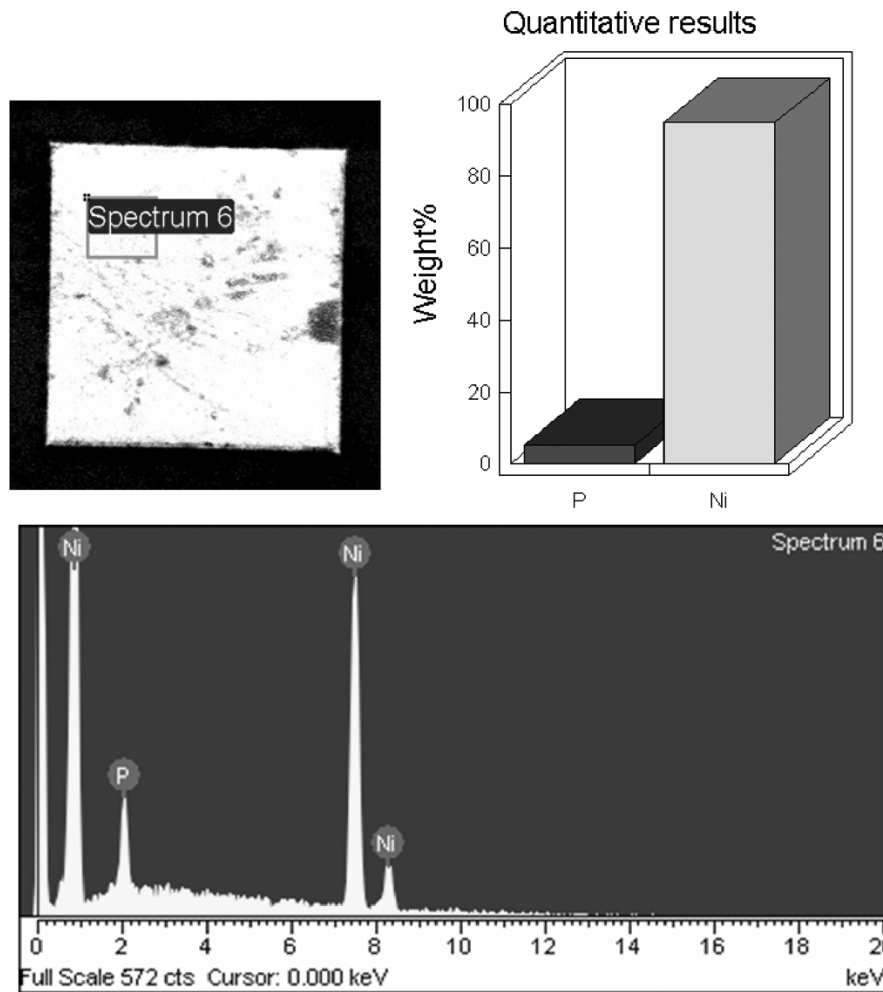 Quantitative results
Spectrum 6
Weight%
100
80
60
40
20
0
P
Ni
Spectrum 6
Ni
Ni
P
Ni
0 2 4 6 8 10 12 14 16 18 20
Full Scale 572 cts Cursor: 0.000 keV
keV